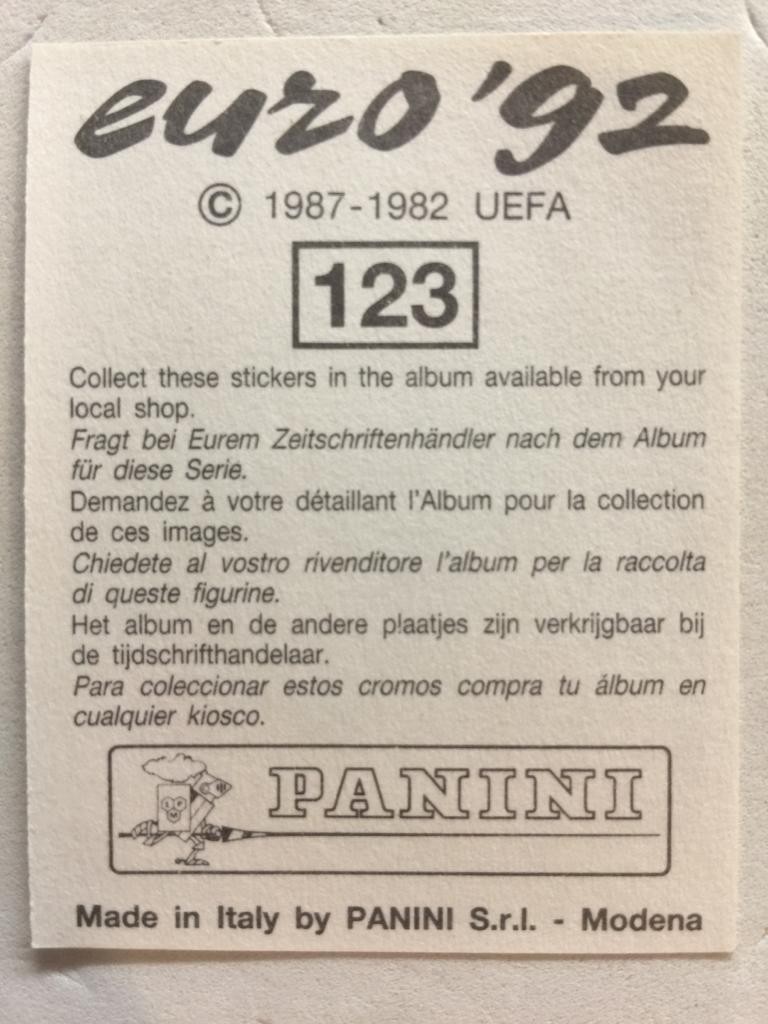 euro '92
© 1987-1982 UEFA
123
Collect these stickers in the album available from your
local shop.
Fragt bei Eurem Zeitschriftenhändler nach dem Album
für diese Serie.
Demandez à votre détaillant l'Album pour la collection
de ces images.
Chiedete al vostro rivenditore l'album per la raccolta
di queste figurine.
Het album en de andere plaatjes zijn verkrijgbaar bij
de tijdschrifthandelaar.
Para coleccionar estos cromos compra tu álbum en
cualquier kiosco.
PANINI
Made in Italy by PANINI S.r.l. - Modena